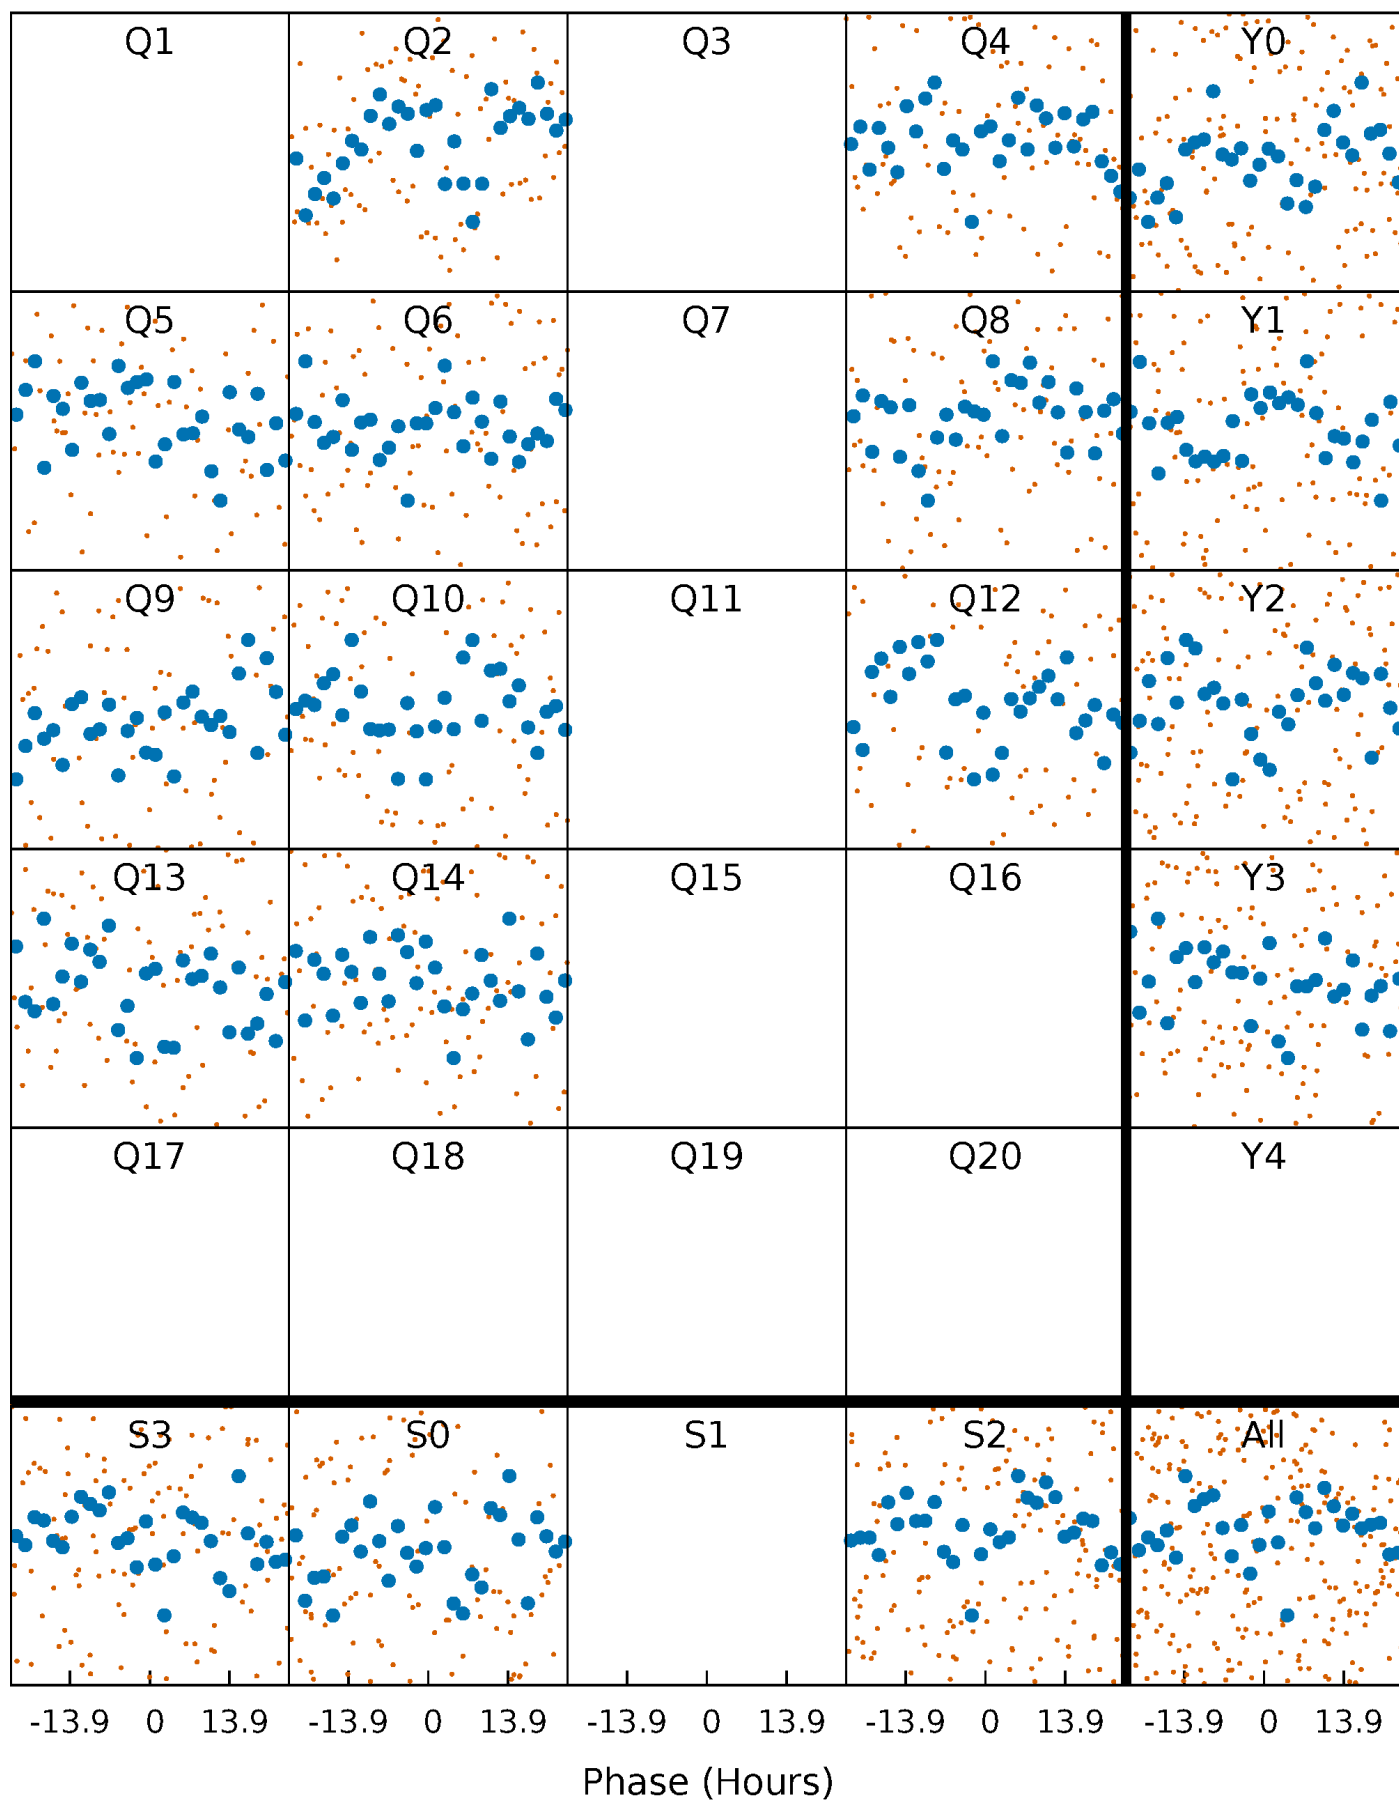 Q1 Q2 Q3 Q4 Y0
Q5 Q6 Q7 Q8 Y1
Q9 Q10 Q11 Q12 Y2
Q13 Q14 Q15 Q16 Y3
Q17 Q18 Q19 Q20 Y4
S3 S0 S1 S2 All
-13.9 0 13.9 -13.9 0 13.9 -13.9 0 13.9 -13.9 0 13.9 -13.9 0 13.9
Phase (Hours)